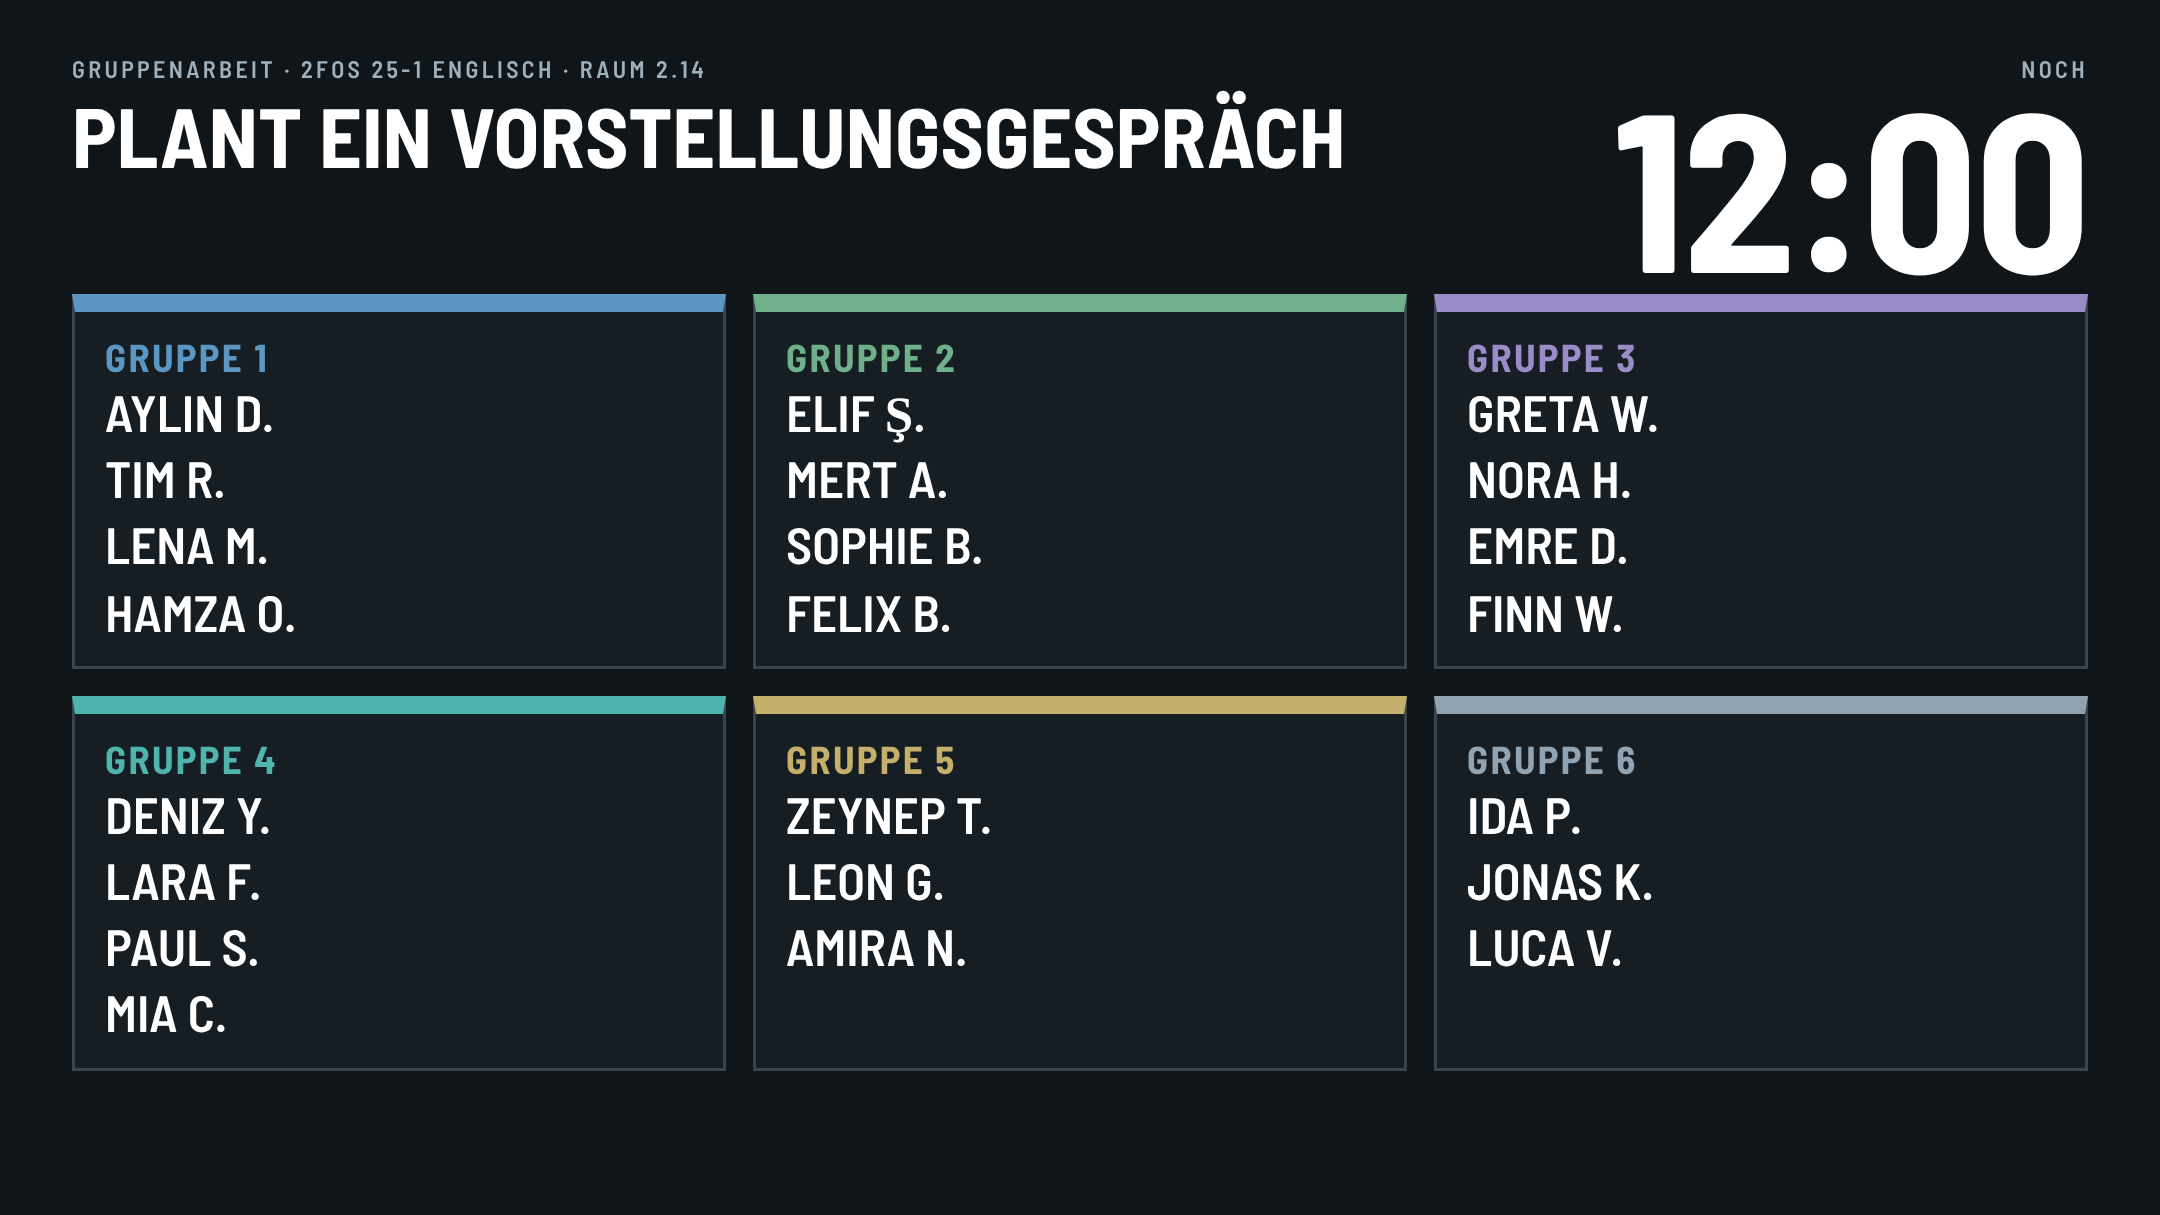 GRUPPENARBEIT · 2FOS 25-1 ENGLISCH · RAUM 2.14
PLANT EIN VORSTELLUNGSGESPRÄCH
NOCH
12:00
GRUPPE 1
AYLIN D.
TIM R.
LENA M.
HAMZA O.
GRUPPE 2
ELIF Ş.
MERT A.
SOPHIE B.
FELIX B.
GRUPPE 3
GRETA W.
NORA H.
EMRE D.
FINN W.
GRUPPE 4
DENIZ Y.
LARA F.
PAUL S.
MIA C.
GRUPPE 5
ZEYNEP T.
LEON G.
AMIRA N.
GRUPPE 6
IDA P.
JONAS K.
LUCA V.